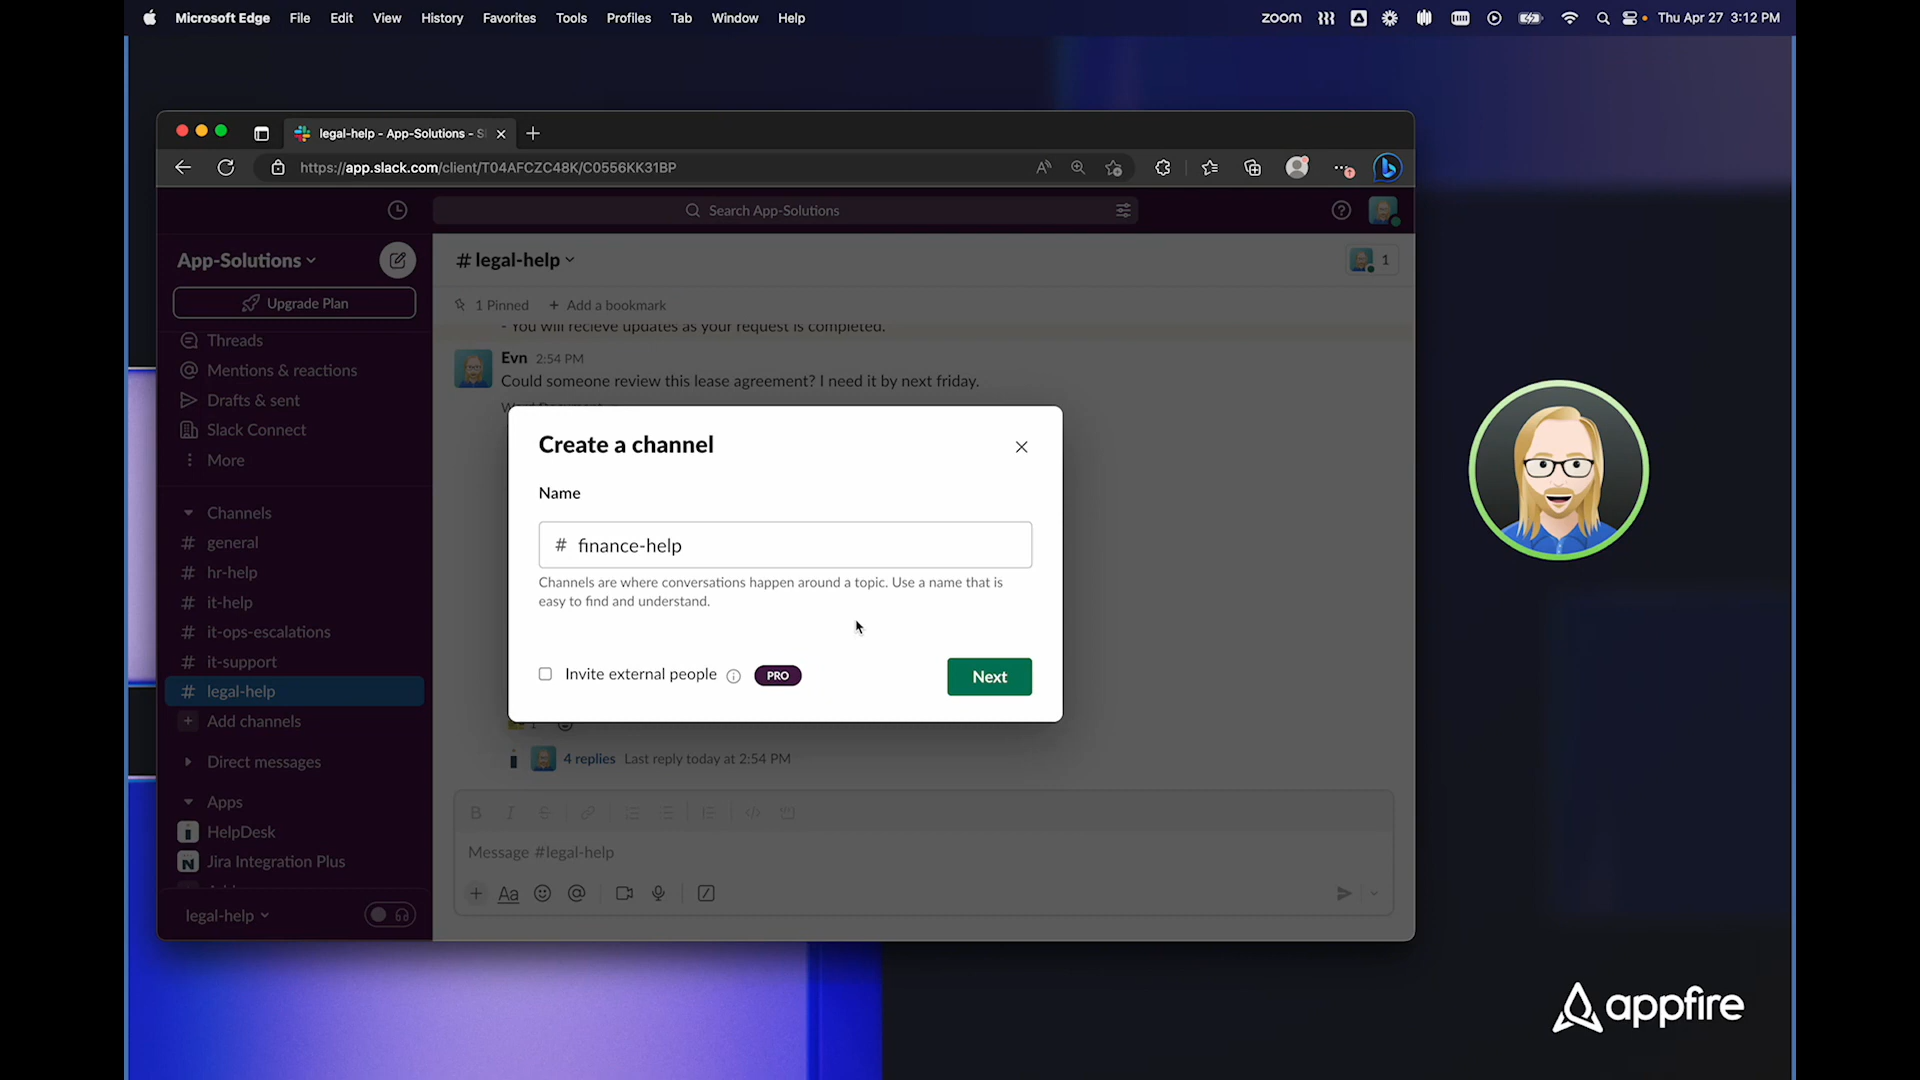 Microsoft Edge File Edit View History Favorites Tools Profiles Tab Window Help
zoom Thu Apr 27 3:12 PM
legal-help - App-Solutions - S
https://app.slack.com/client/T04AFCZC48K/C0556KK31BP
Search App-Solutions
App-Solutions
Upgrade Plan
Threads
Mentions & reactions
Drafts & sent
Slack Connect
More
Channels
# general
# hr-help
# it-help
# it-ops-escalations
# it-support
# legal-help
+ Add channels
Direct messages
Apps
HelpDesk
Jira Integration Plus
legal-help
# legal-help
1
1 Pinned + Add a bookmark
- You will recieve updates as your request is completed.
Evn 2:54 PM
Could someone review this lease agreement? I need it by next friday.
Create a channel
Name
# finance-help
Channels are where conversations happen around a topic. Use a name that is
easy to find and understand.
Invite external people PRO
Next
4 replies Last reply today at 2:54 PM
B I S
Message #legal-help
+ Aa
appfire